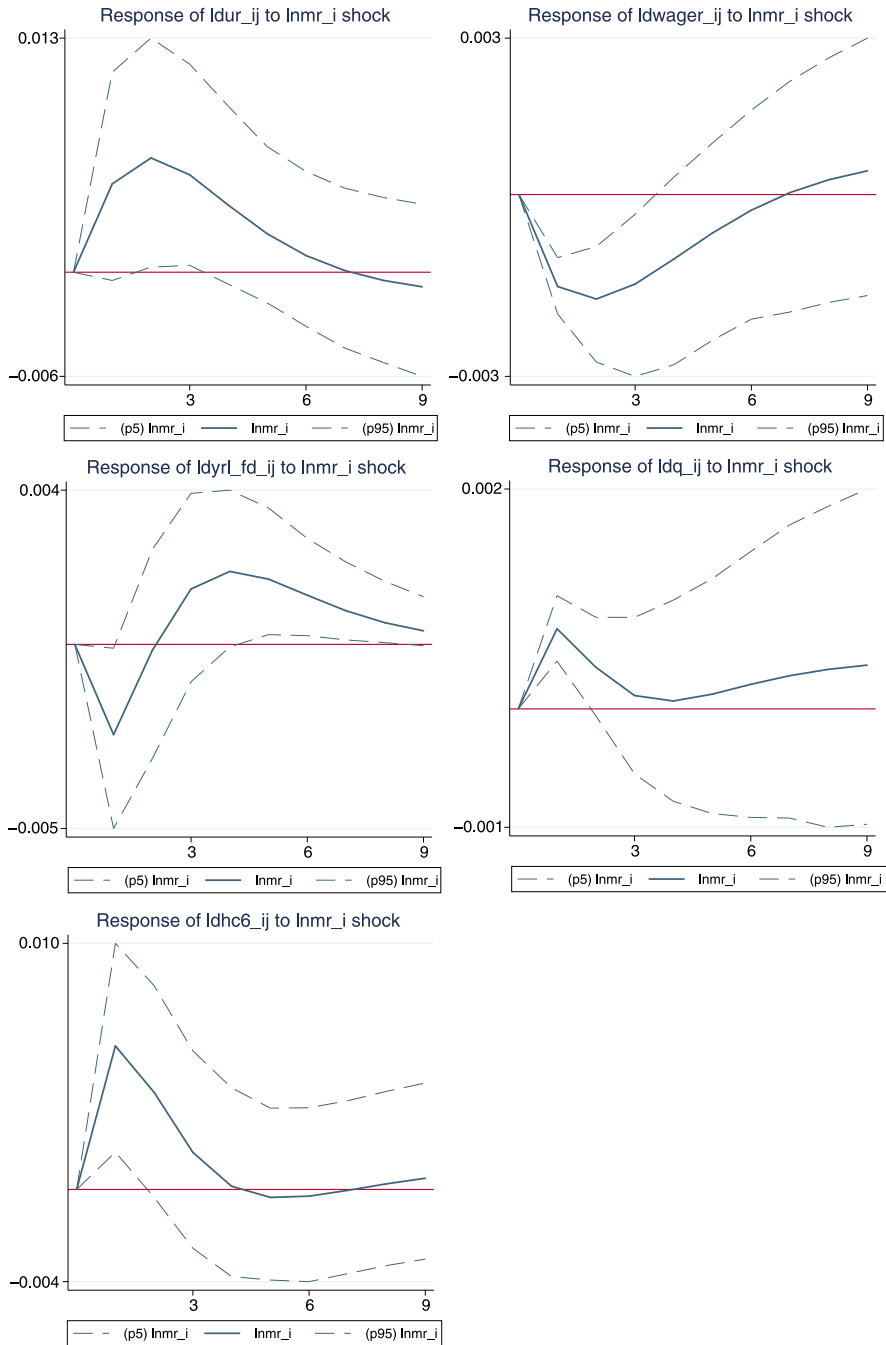 Response of ldur_ij to lnmr_i shock
0.013
−0.006
3 6 9
(p5) lnmr_i lnmr_i (p95) lnmr_i
Response of ldwager_ij to lnmr_i shock
0.003
−0.003
3 6 9
(p5) lnmr_i lnmr_i (p95) lnmr_i
Response of ldyrl_fd_ij to lnmr_i shock
0.004
−0.005
3 6 9
(p5) lnmr_i lnmr_i (p95) lnmr_i
Response of ldq_ij to lnmr_i shock
0.002
−0.001
3 6 9
(p5) lnmr_i lnmr_i (p95) lnmr_i
Response of ldhc6_ij to lnmr_i shock
0.010
−0.004
3 6 9
(p5) lnmr_i lnmr_i (p95) lnmr_i